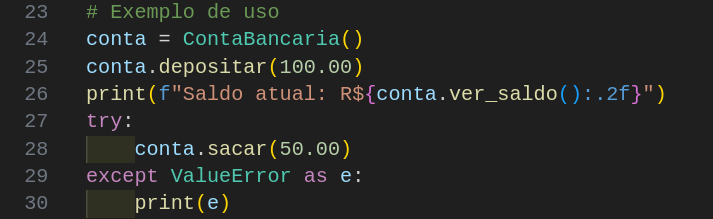 23 # Exemplo de uso
24 conta = ContaBancaria()
25 conta.depositar(100.00)
26 print(f"Saldo atual: R${conta.ver_saldo():.2f}")
27 try:
28     conta.sacar(50.00)
29 except ValueError as e:
30     print(e)